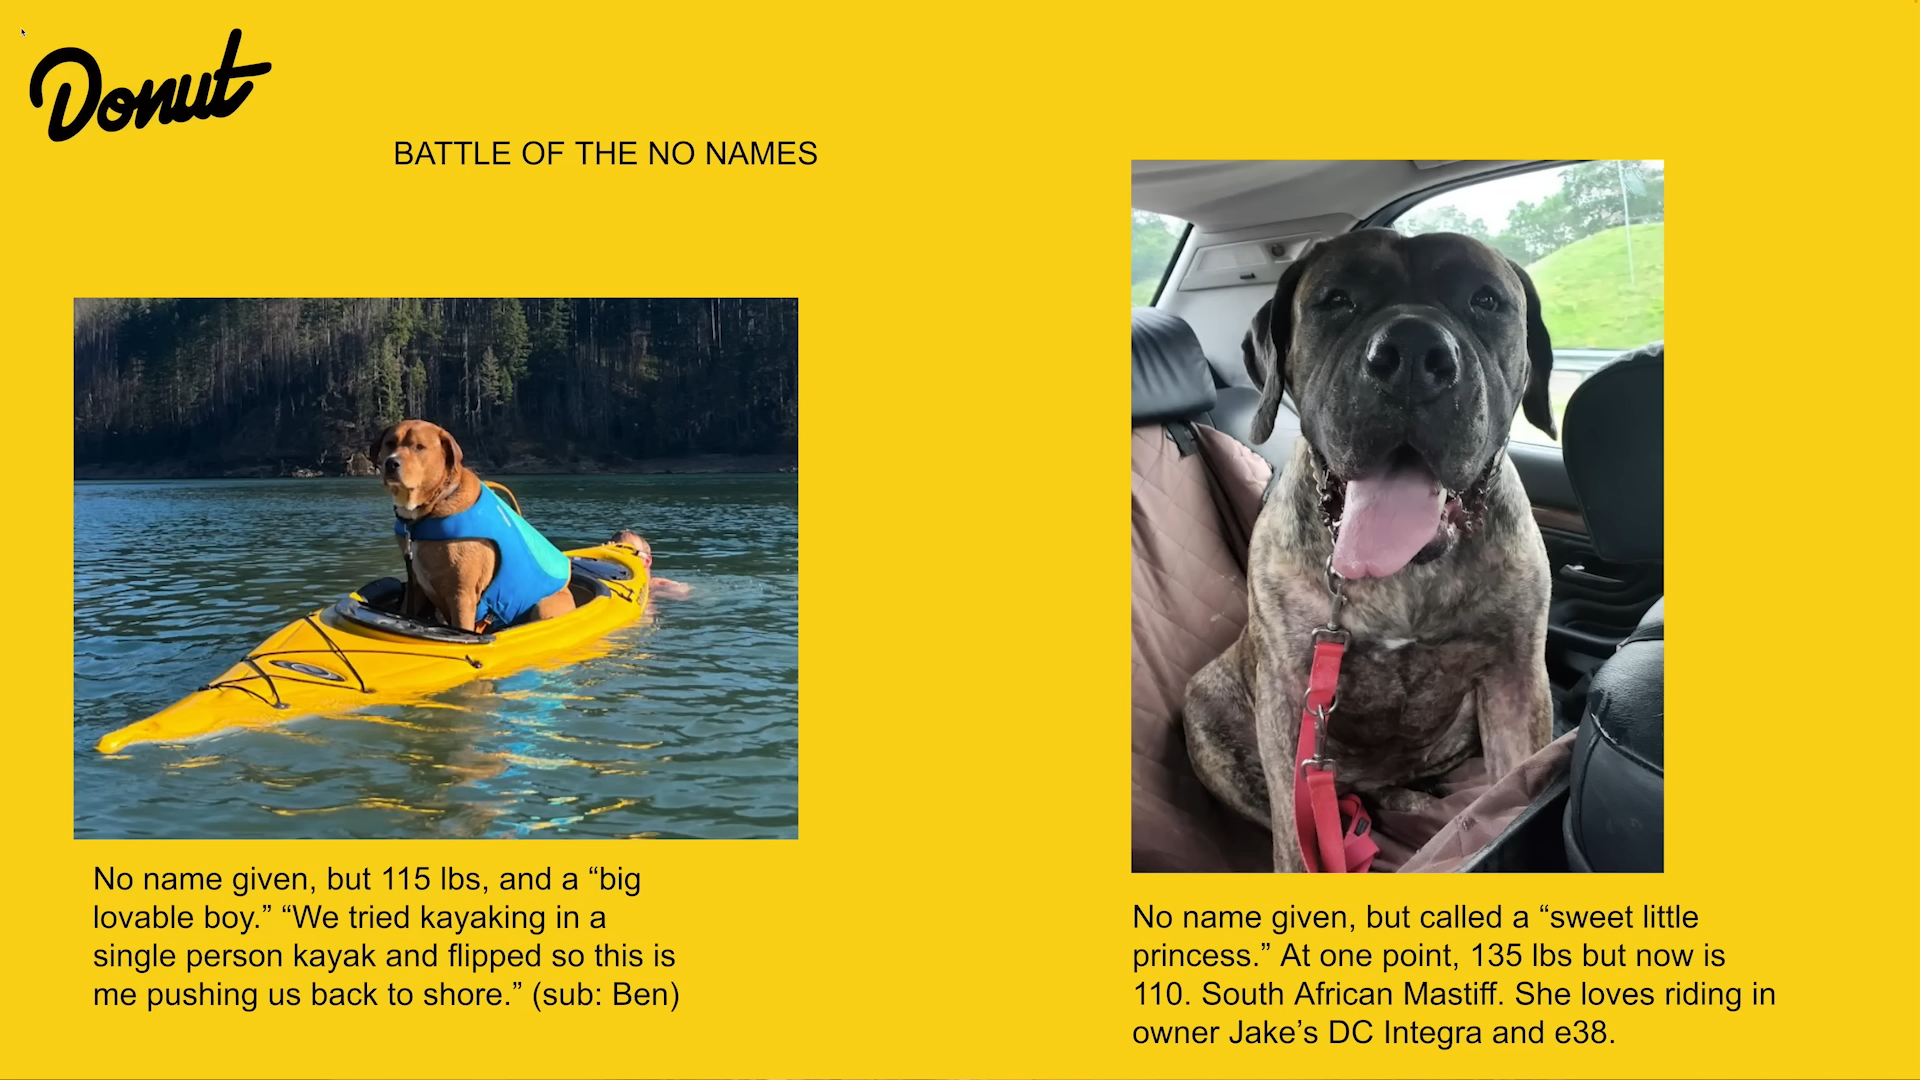 Donut
BATTLE OF THE NO NAMES
No name given, but 115 lbs, and a “big
lovable boy.” “We tried kayaking in a
single person kayak and flipped so this is
me pushing us back to shore.” (sub: Ben)
No name given, but called a “sweet little
princess.” At one point, 135 lbs but now is
110. South African Mastiff. She loves riding in
owner Jake’s DC Integra and e38.